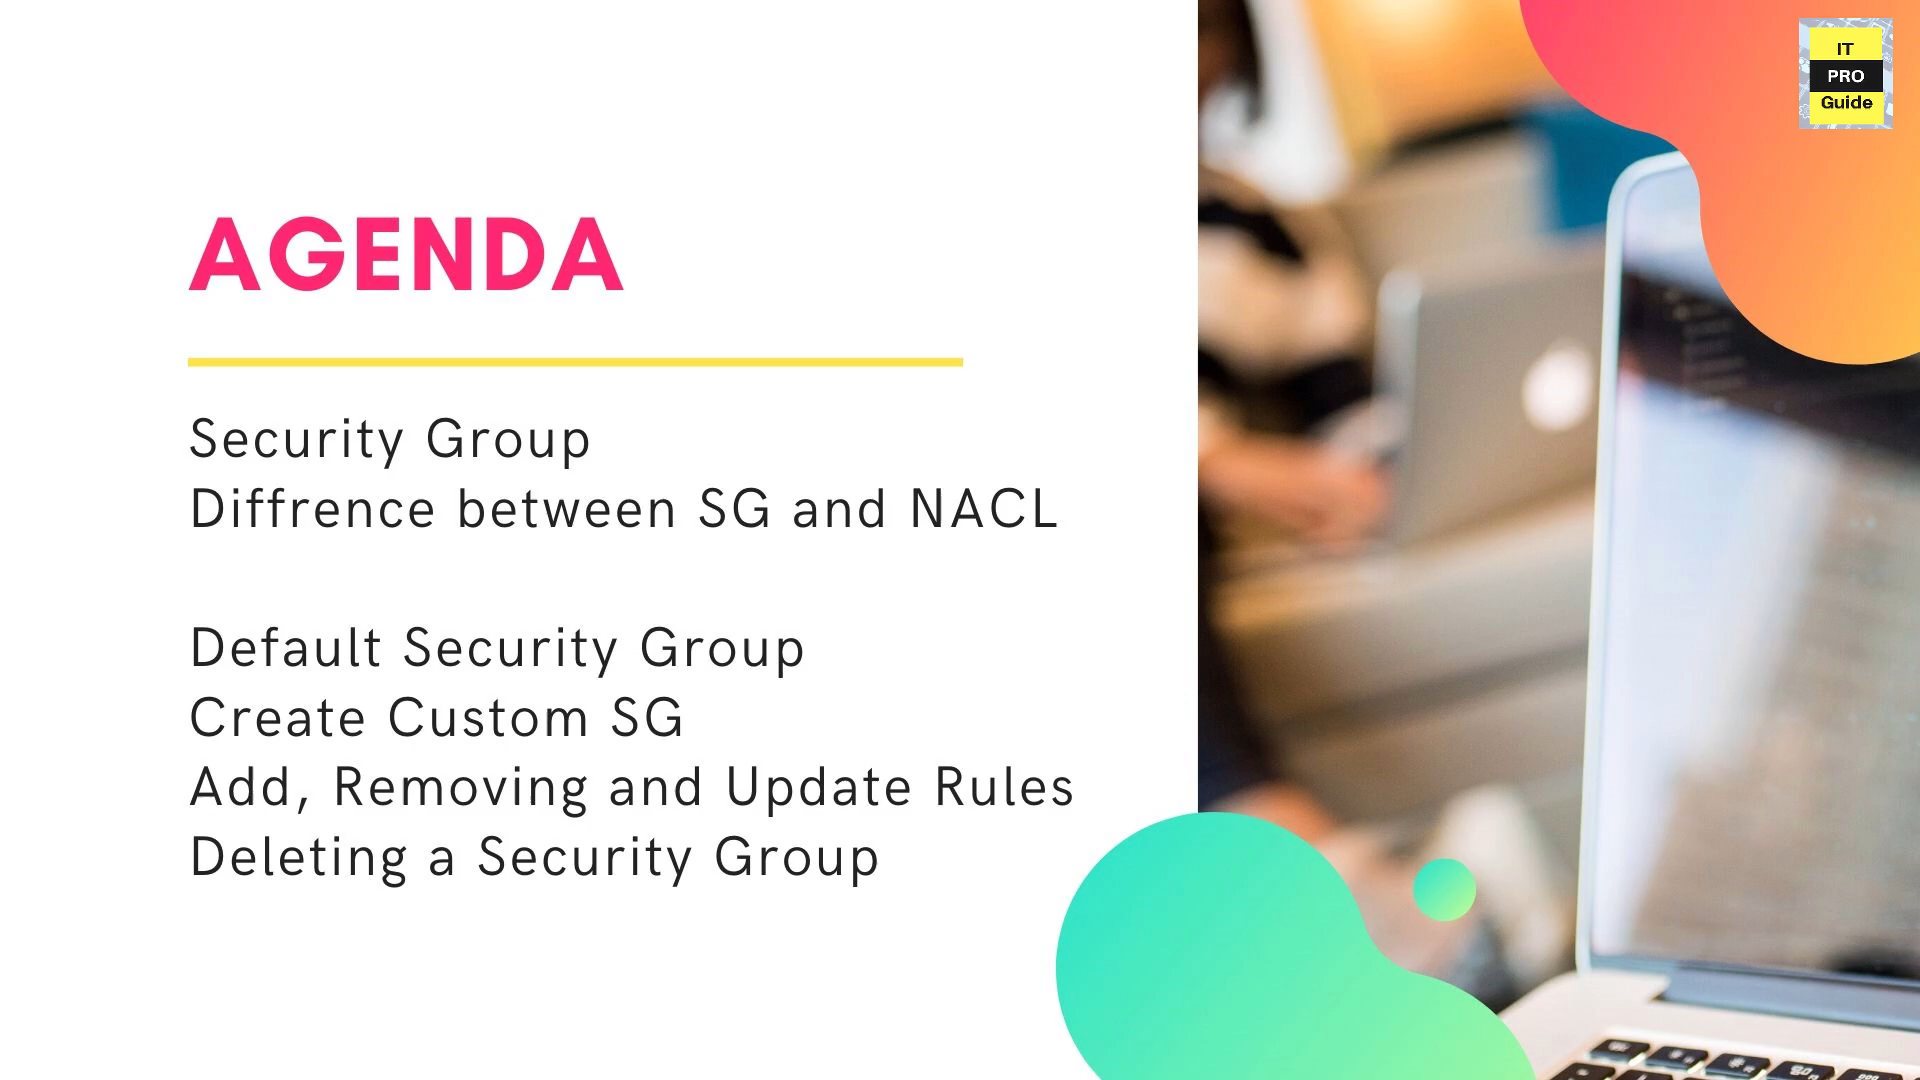 IT
PRO
Guide
AGENDA
Security Group
Diffrence between SG and NACL
Default Security Group
Create Custom SG
Add, Removing and Update Rules
Deleting a Security Group